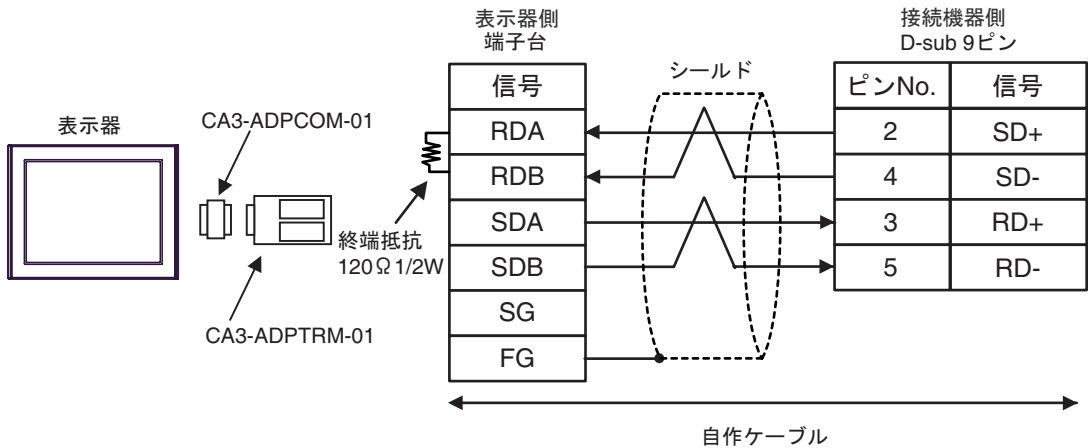 表示器
CA3-ADPCOM-01
CA3-ADPTRM-01
終端抵抗
120Ω1/2W
表示器側
端子台
信号
RDA
RDB
SDA
SDB
SG
FG
シールド
接続機器側
D-sub 9ピン
ピンNo. 信号
2 SD+
4 SD-
3 RD+
5 RD-
自作ケーブル